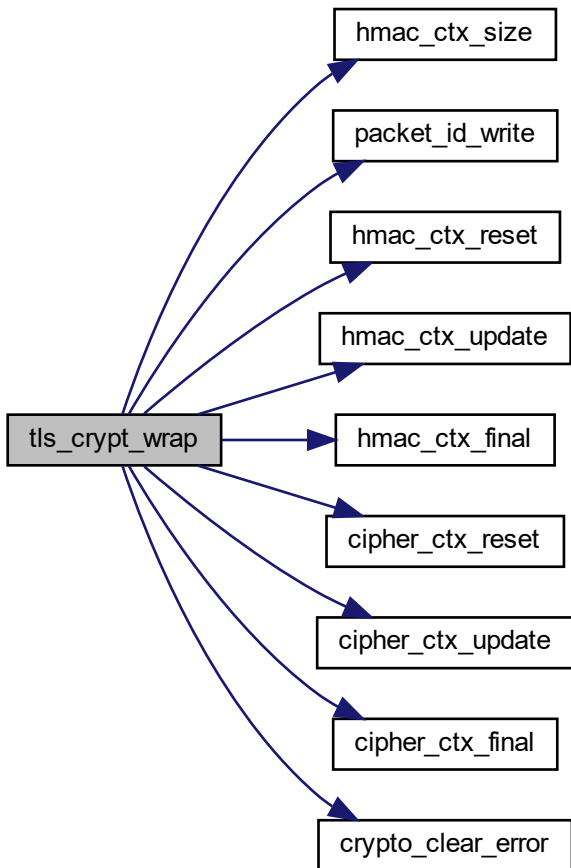 hmac_ctx_size
packet_id_write
hmac_ctx_reset
hmac_ctx_update
tls_crypt_wrap
hmac_ctx_final
cipher_ctx_reset
cipher_ctx_update
cipher_ctx_final
crypto_clear_error